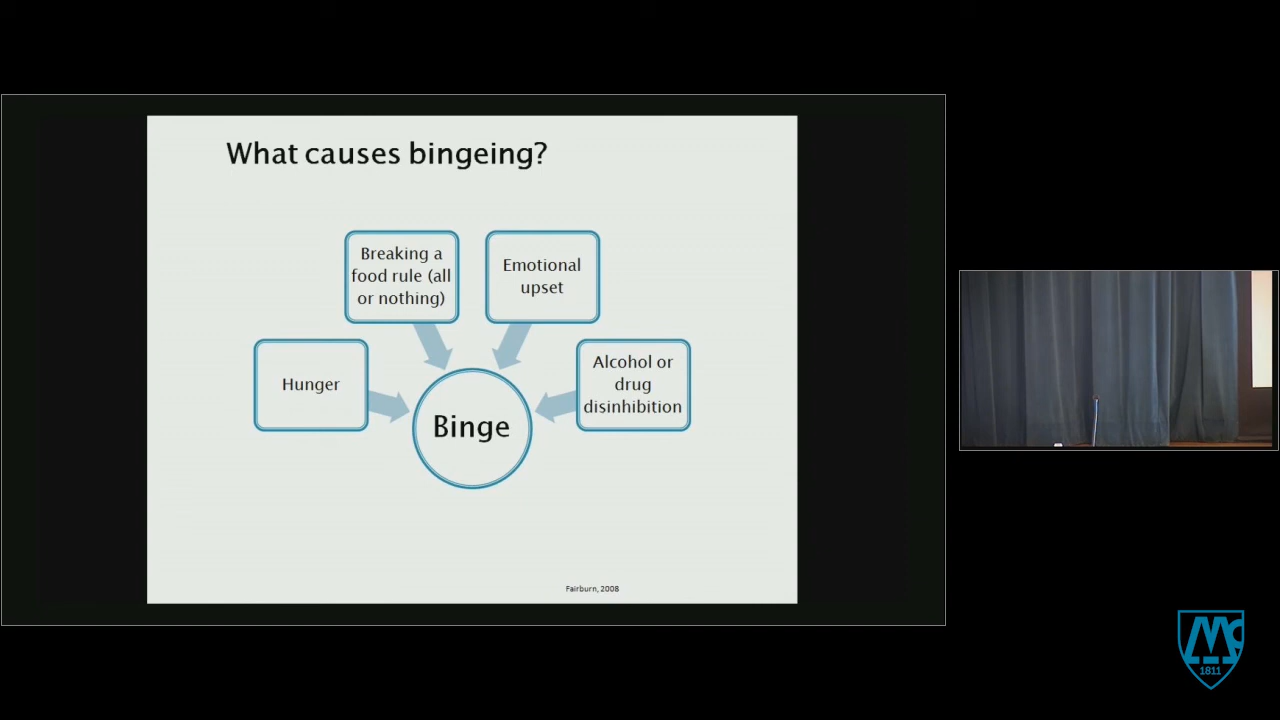 What causes bingeing?
Breaking a
food rule (all
or nothing)
Emotional
upset
Hunger
Alcohol or
drug
disinhibition
Binge
Fairburn, 2008
Mc
1811